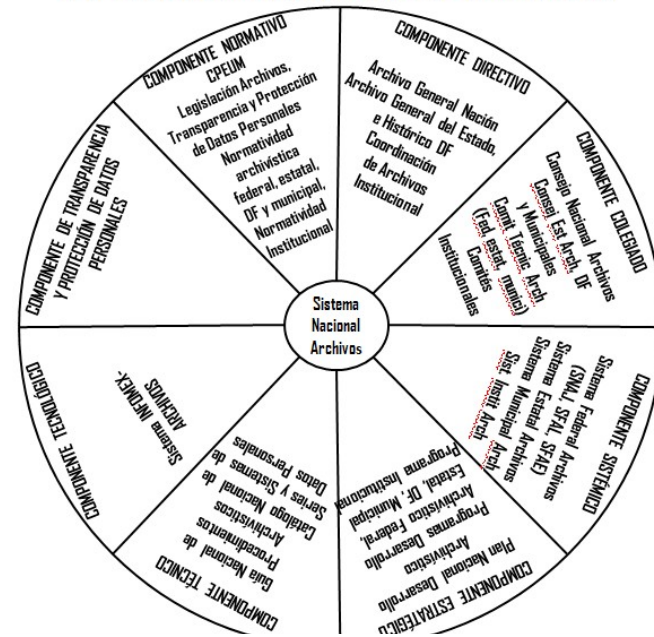 Sistema
Nacional
Archivos
COMPONENTE NORMATIVO
CPEUM
Legislación Archivos,
Transparencia y Protección
de Datos Personales
Normatividad
archivística
federal, estatal,
DF y municipal,
Normatividad
Institucional
COMPONENTE DIRECTIVO
Archivo General Nación
Archivo General del Estado,
e Histórico DF
Coordinación
de Archivos
Institucional
COMPONENTE COLEGIADO
Consejo Nacional Archivos
Consej Est Arch, DF
y Municipales
Comit Técnic Arch
(Fed, estat, munici)
Comités
Institucionales
COMPONENTE SISTÉMICO
Sistema Federal Archivos
(SNAJ, SFAL, SFAE)
Sistema Estatal Archivos
Sistema Municipal Arch
Sist, Instit Arch
COMPONENTE ESTRATÉGICO
Plan Nacional Desarrollo
Archivístico
Programas Desarrollo
Archivístico Federal,
Estatal, DF, Municipal
Programa Institucional
COMPONENTE TÉCNICO
Guía Nacional de
Procedimientos
Archivísticos
Catálogo Nacional de
Series y Sistemas de
Datos Personales
COMPONENTE TECNOLÓGICO
Sistema INFOMEX-
ARCHIVOS
COMPONENTE DE TRANSPARENCIA
Y PROTECCIÓN DE DATOS
PERSONALES